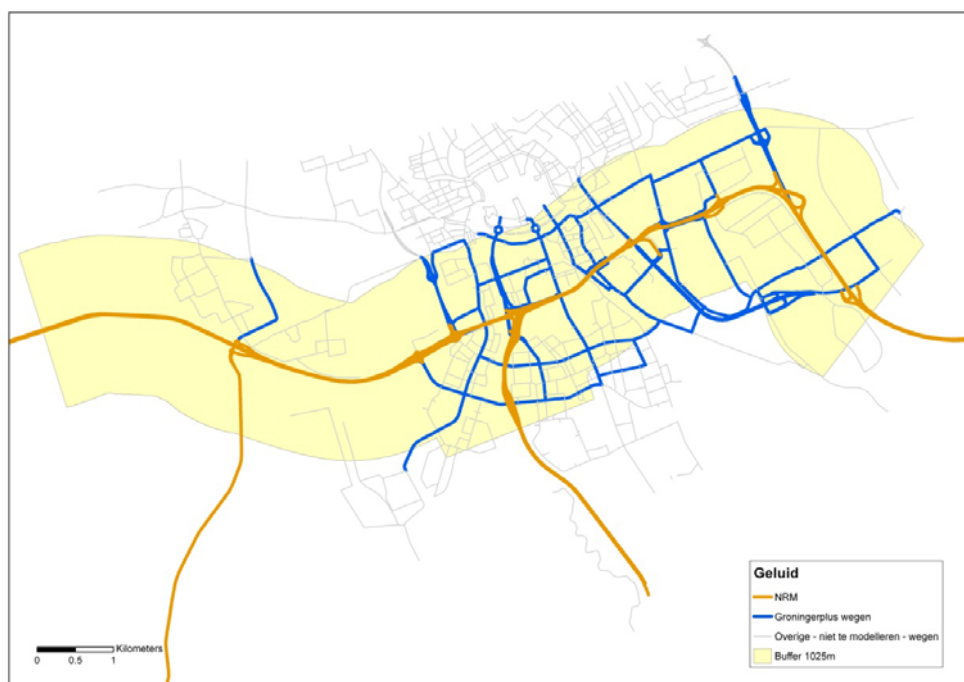 Geluid
NRM
Groningerplus wegen
Overige - niet te modelleren - wegen
Buffer 1025m
Kilometers
0 0.5 1